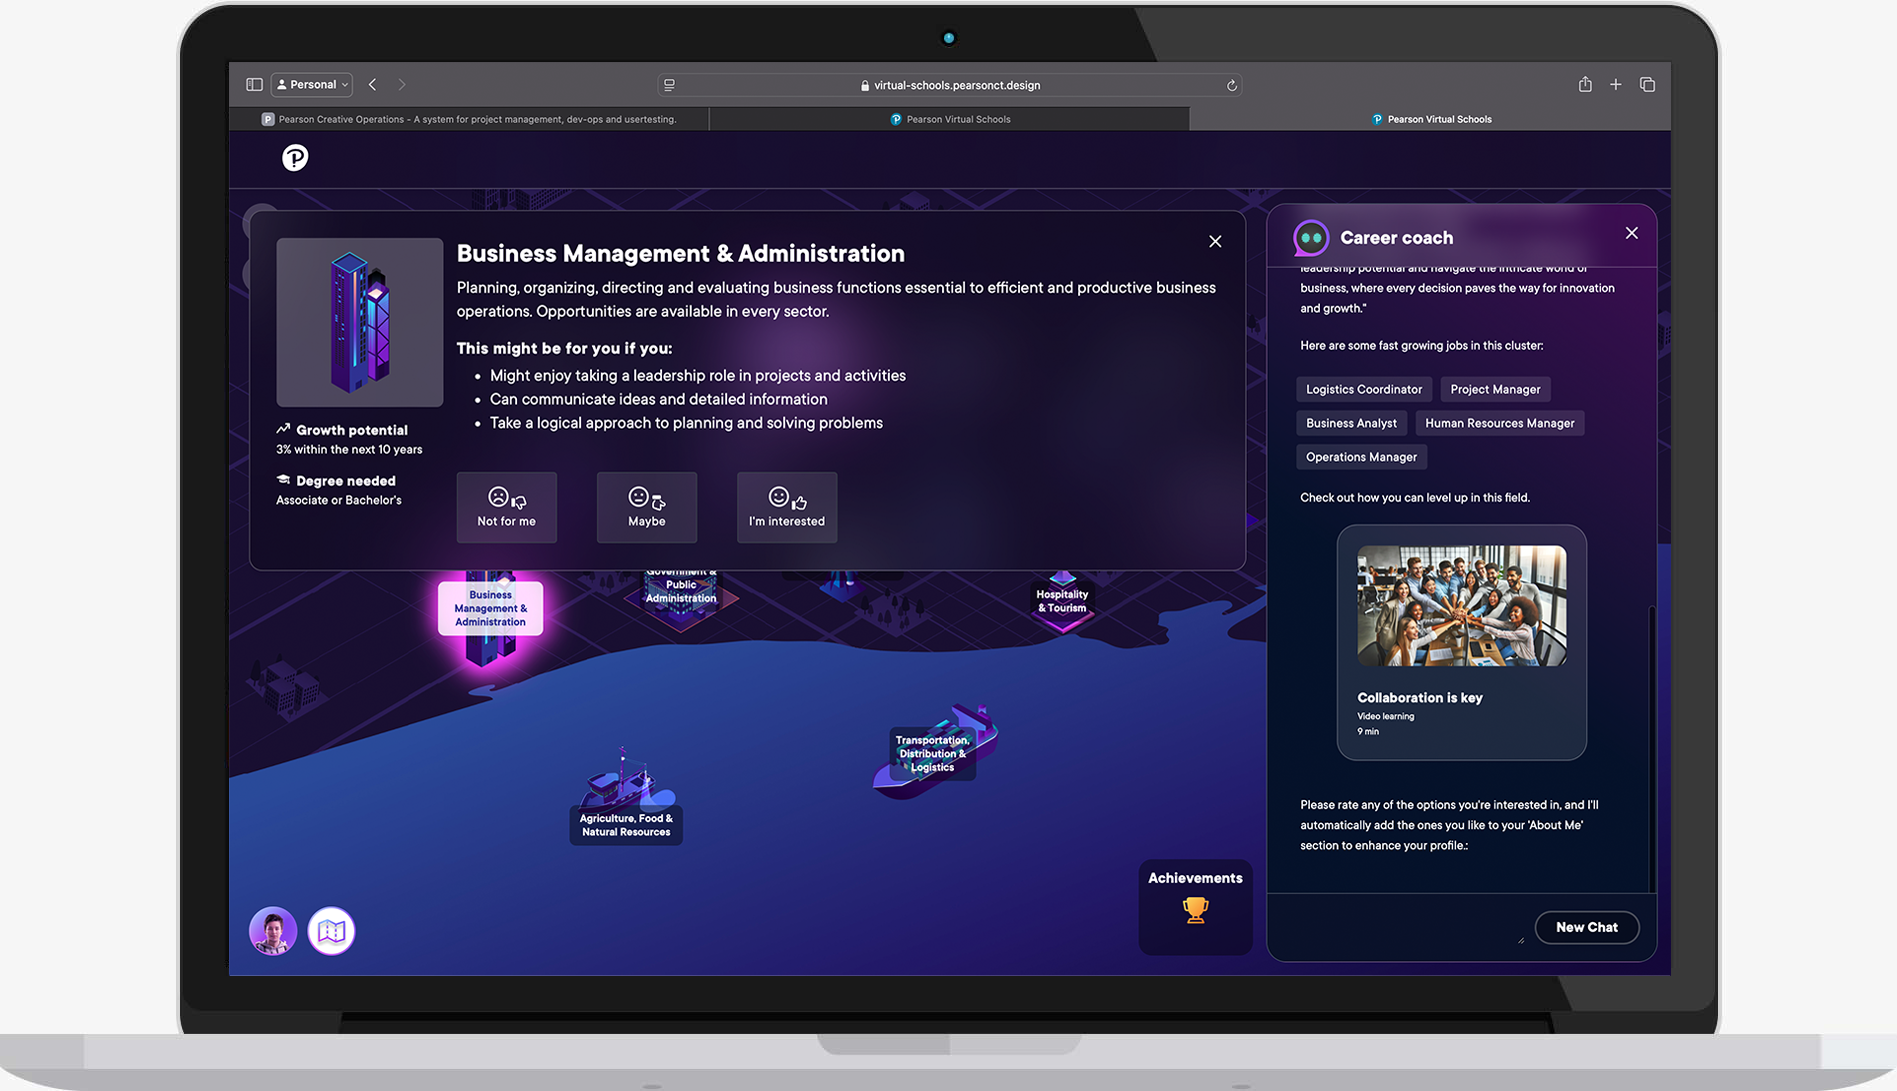 Personal
virtual-schools.pearsonct.design
P Pearson Creative Operations - A system for project management, dev-ops and usertesting.
Pearson Virtual Schools
Pearson Virtual Schools
Business Management & Administration
Planning, organizing, directing and evaluating business functions essential to efficient and productive business
operations. Opportunities are available in every sector.
This might be for you if you:
• Might enjoy taking a leadership role in projects and activities
• Can communicate ideas and detailed information
• Take a logical approach to planning and solving problems
Growth potential
3% within the next 10 years
Degree needed
Associate or Bachelor's
Not for me
Maybe
I'm interested
Business
Management &
Administration
Government &
Public
Administration
Hospitality
& Tourism
Transportation,
Distribution &
Logistics
Agriculture, Food &
Natural Resources
Achievements
Career coach
leadership potential and navigate the intricate world of
business, where every decision paves the way for innovation
and growth."
Here are some fast growing jobs in this cluster:
Logistics Coordinator
Project Manager
Business Analyst
Human Resources Manager
Operations Manager
Check out how you can level up in this field.
Collaboration is key
Video learning
9 min
Please rate any of the options you're interested in, and I'll
automatically add the ones you like to your 'About Me'
section to enhance your profile.:
New Chat